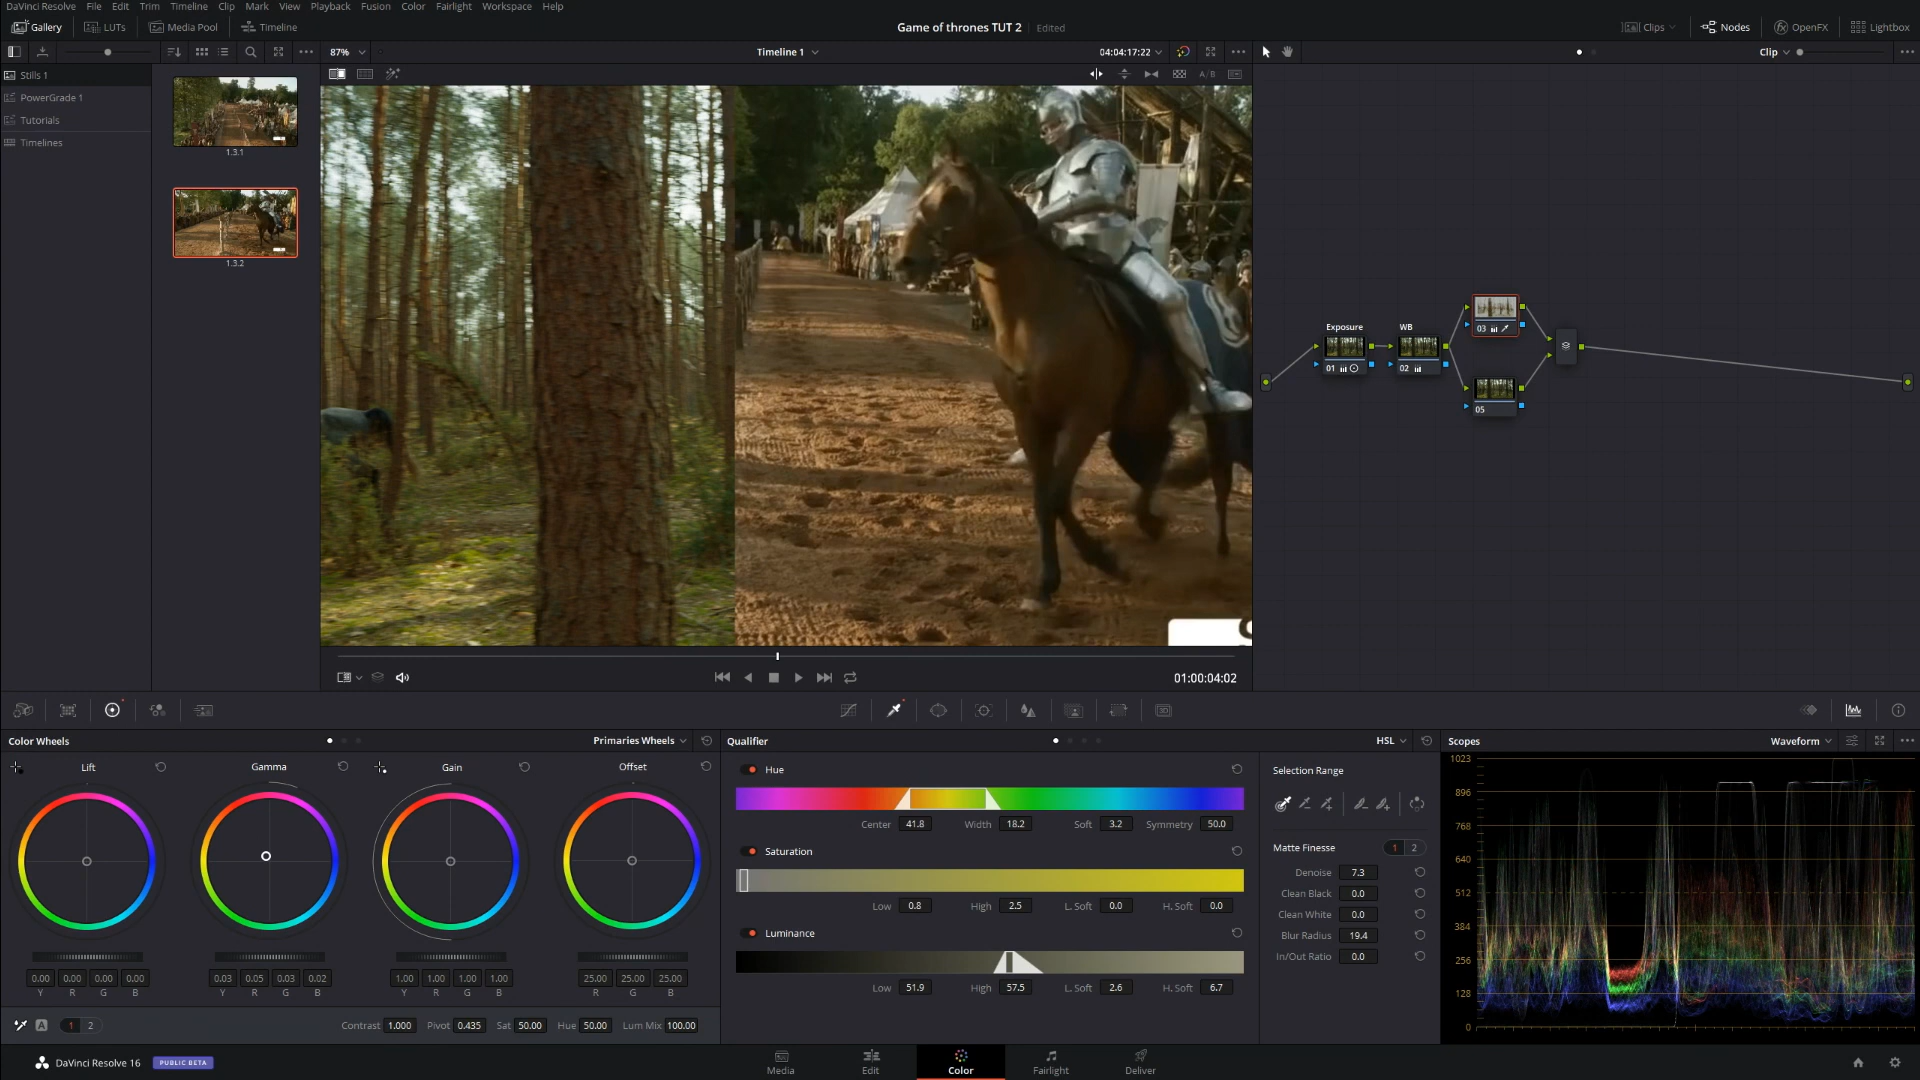 DaVinci Resolve File Edit Trim Timeline Clip Mark View Playback Fusion Color Fairlight Workspace Help
Gallery LUTs Media Pool Timeline Game of thrones TUT 2 Edited Clips Nodes OpenFX Lightbox
87% Timeline 1 04:04:17:22 Clip
Stills 1
PowerGrade 1
Tutorials
Timelines
1.3.1
1.3.2
A/B
Exposure WB
01 02 03
05
01:00:04:02
Color Wheels Primaries Wheels
Lift Gamma Gain Offset
0.00 0.00 0.00 0.00 0.03 0.05 0.03 0.02 1.00 1.00 1.00 1.00 25.00 25.00 25.00
Y R G B Y R G B Y R G B R G B
A 1 2 Contrast 1.000 Pivot 0.435 Sat 50.00 Hue 50.00 Lum Mix 100.00
Qualifier HSL
Hue
Center 41.8 Width 18.2 Soft 3.2 Symmetry 50.0
Saturation
Low 0.8 High 2.5 L. Soft 0.0 H. Soft 0.0
Luminance
Low 51.9 High 57.5 L. Soft 2.6 H. Soft 6.7
Selection Range
Matte Finesse 1 2
Denoise 7.3
Clean Black 0.0
Clean White 0.0
Blur Radius 19.4
In/Out Ratio 0.0
Scopes Waveform
1023
896
768
640
512
384
256
128
0
DaVinci Resolve 16 PUBLIC BETA
Media Edit Color Fairlight Deliver